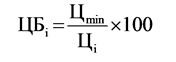 ЦБi = Цmin / Цi × 100